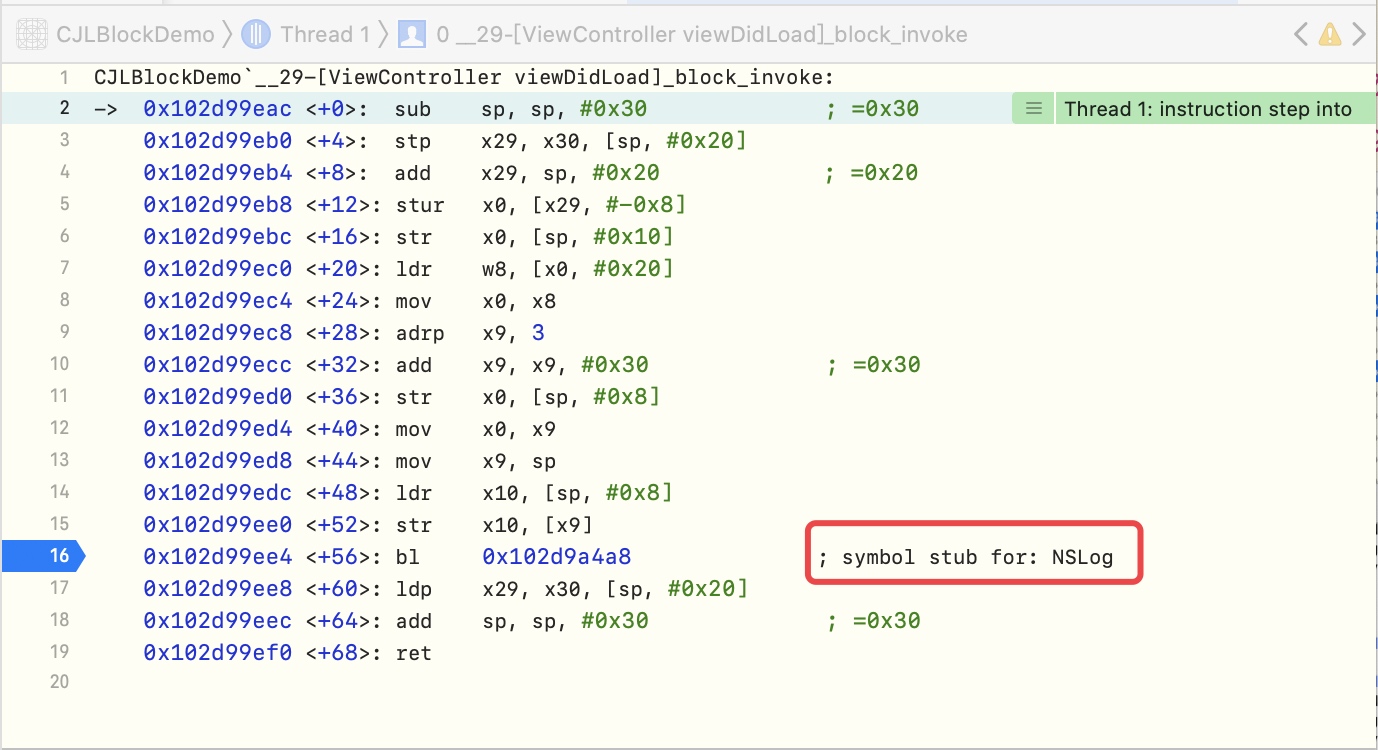 CJLBlockDemo 〉 Thread 1 〉 0 __29-[ViewController viewDidLoad]_block_invoke
1 CJLBlockDemo`__29-[ViewController viewDidLoad]_block_invoke:
2 -> 0x102d99eac <+0>: sub sp, sp, #0x30 ; =0x30 Thread 1: instruction step into
3 0x102d99eb0 <+4>: stp x29, x30, [sp, #0x20]
4 0x102d99eb4 <+8>: add x29, sp, #0x20 ; =0x20
5 0x102d99eb8 <+12>: stur x0, [x29, #-0x8]
6 0x102d99ebc <+16>: str x0, [sp, #0x10]
7 0x102d99ec0 <+20>: ldr w8, [x0, #0x20]
8 0x102d99ec4 <+24>: mov x0, x8
9 0x102d99ec8 <+28>: adrp x9, 3
10 0x102d99ecc <+32>: add x9, x9, #0x30 ; =0x30
11 0x102d99ed0 <+36>: str x0, [sp, #0x8]
12 0x102d99ed4 <+40>: mov x0, x9
13 0x102d99ed8 <+44>: mov x9, sp
14 0x102d99edc <+48>: ldr x10, [sp, #0x8]
15 0x102d99ee0 <+52>: str x10, [x9]
16 0x102d99ee4 <+56>: bl 0x102d9a4a8 ; symbol stub for: NSLog
17 0x102d99ee8 <+60>: ldp x29, x30, [sp, #0x20]
18 0x102d99eec <+64>: add sp, sp, #0x30 ; =0x30
19 0x102d99ef0 <+68>: ret
20